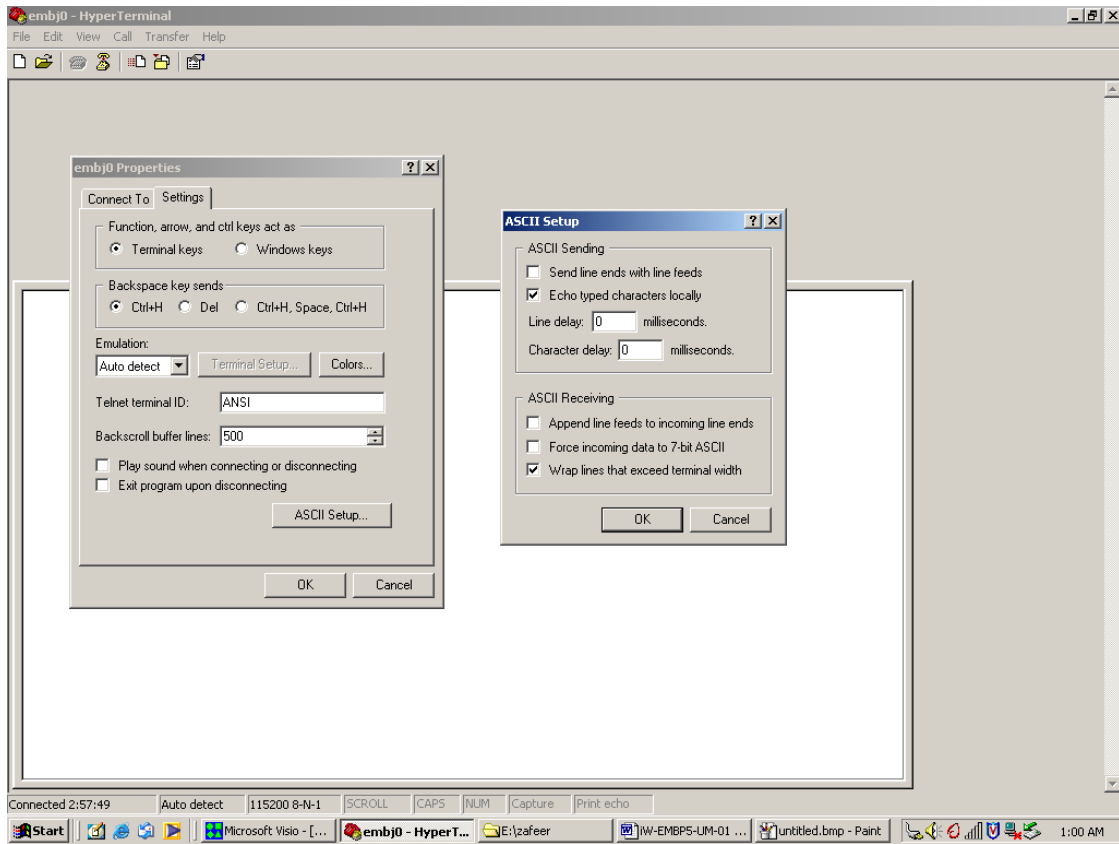 embj0 - HyperTerminal
File Edit View Call Transfer Help
embj0 Properties
Connect To Settings
Function, arrow, and ctrl keys act as
Terminal keys Windows keys
Backspace key sends
Ctrl+H Del Ctrl+H, Space, Ctrl+H
Emulation:
Auto detect Terminal Setup... Colors...
Telnet terminal ID: ANSI
Backscroll buffer lines: 500
Play sound when connecting or disconnecting
Exit program upon disconnecting
ASCII Setup...
OK Cancel
ASCII Setup
ASCII Sending
Send line ends with line feeds
Echo typed characters locally
Line delay: 0 milliseconds.
Character delay: 0 milliseconds.
ASCII Receiving
Append line feeds to incoming line ends
Force incoming data to 7-bit ASCII
Wrap lines that exceed terminal width
OK Cancel
Connected 2:57:49 Auto detect 115200 8-N-1 SCROLL CAPS NUM Capture Print echo
Start Microsoft Visio - [... embj0 - HyperT... E:\zafeer iW-EMBP5-UM-01 ... untitled.bmp - Paint 1:00 AM